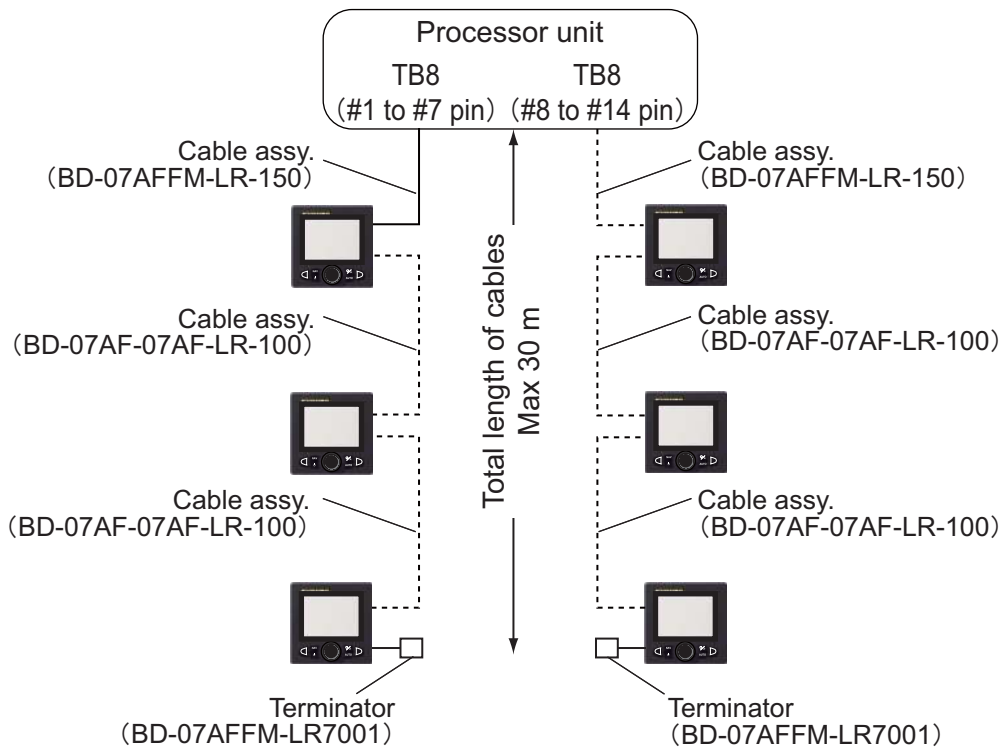 Processor unit
TB8 TB8
(#1 to #7 pin) (#8 to #14 pin)
Cable assy.
(BD-07AFFM-LR-150)
Cable assy.
(BD-07AFFM-LR-150)
Total length of cables
Max 30 m
Cable assy.
(BD-07AF-07AF-LR-100)
Cable assy.
(BD-07AF-07AF-LR-100)
Cable assy.
(BD-07AF-07AF-LR-100)
Cable assy.
(BD-07AF-07AF-LR-100)
Terminator
(BD-07AFFM-LR7001)
Terminator
(BD-07AFFM-LR7001)